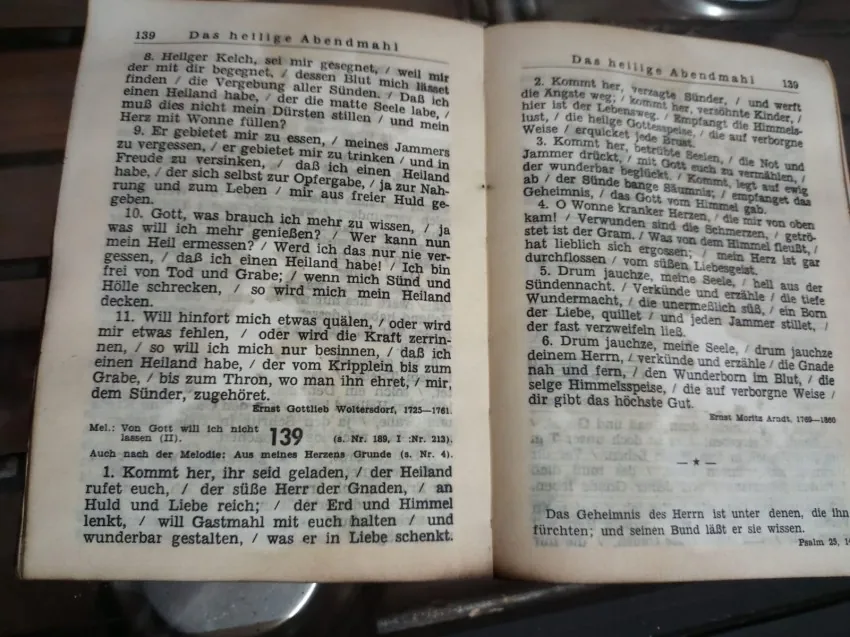 139 Das heilige Abendmahl
8. Heilger Kelch, sei mir gesegnet, / weil mir
der mit dir begegnet, / dessen Blut mich lässet
finden / die Vergebung aller Sünden. / Daß ich
einen Heiland habe, / der die matte Seele labe, /
muß dies nicht mein Dürsten stillen / und mein
Herz mit Wonne füllen?
9. Er gebietet mir zu essen, / meines Jammers
zu vergessen, / er gebietet mir zu trinken / und in
Freude zu versinken, / daß ich einen Heiland
habe, / der sich selbst zur Opfergabe, / ja zur Nah-
rung und zum Leben / mir aus freier Huld ge-
geben.
10. Gott, was brauch ich mehr zu wissen, / ja
was will ich mehr genießen? / Wer kann nun
mein Heil ermessen? / Werd ich das nur nie ver-
gessen, / daß ich einen Heiland habe! / Ich bin
frei von Tod und Grabe; / wenn mich Sünd und
Hölle schrecken, / so wird mich mein Heiland
decken.
11. Will hinfort mich etwas quälen, / oder wird
mir etwas fehlen, / oder wird die Kraft zerrin-
nen, / so will ich mich nur besinnen, / daß ich
einen Heiland habe, / der vom Kripplein bis zum
Grabe, / bis zum Thron, wo man ihn ehret, / mir,
dem Sünder, zugehöret.
Ernst Gottlieb Woltersdorf, 1725—1761.
Mel.: Von Gott will ich nicht
lassen (II).
139
(s. Nr. 189, I :Nr. 213).
Auch nach der Melodie: Aus meines Herzens Grunde (s. Nr. 4).
1. Kommt her, ihr seid geladen, / der Heiland
rufet euch, / der süße Herr der Gnaden, / an
Huld und Liebe reich; / der Erd und Himmel
lenkt, / will Gastmahl mit euch halten / und
wunderbar gestalten, / was er in Liebe schenkt.
Das heilige Abendmahl 139
2. Kommt her, verzagte Sünder, / und werft
die Ängste weg; / kommt her, versöhnte Kinder, /
hier ist der Lebensweg. / Empfangt die Himmels-
lust, / die heilge Gottesspeise, / die auf verborgne
Weise / erquicket jede Brust.
3. Kommt her, betrübte Seelen, / die Not und
Jammer drückt, / mit Gott euch zu vermählen, /
der wunderbar beglückt. / Kommt, legt auf ewig
ab / der Sünde bange Säumnis; / empfanget das
Geheimnis, / das Gott vom Himmel gab.
4. O Wonne kranker Herzen, / die mir von oben
kam! / Verwunden sind die Schmerzen, / getrö-
stet ist der Gram. / Was von dem Himmel fleußt, /
hat lieblich sich ergossen; / mein Herz ist gar
durchflossen / vom süßen Liebesgeist.
5. Drum jauchze, meine Seele, / hell aus der
Sündennacht. / Verkünde und erzähle / die tiefe
Wundermacht, / die unermeßlich süß, / ein Born
der Liebe, quillet / und jeden Jammer stillet, /
der fast verzweifeln ließ.
6. Drum jauchze, meine Seele, / drum jauchze
deinem Herrn, / verkünde und erzähle / die Gnade
nah und fern, / den Wunderborn im Blut, / die
selge Himmelsspeise, / die auf verborgne Weise /
dir gibt das höchste Gut.
Ernst Moritz Arndt, 1769—1860
— ★ —
Das Geheimnis des Herrn ist unter denen, die ihn
fürchten; und seinen Bund läßt er sie wissen.
Psalm 25,